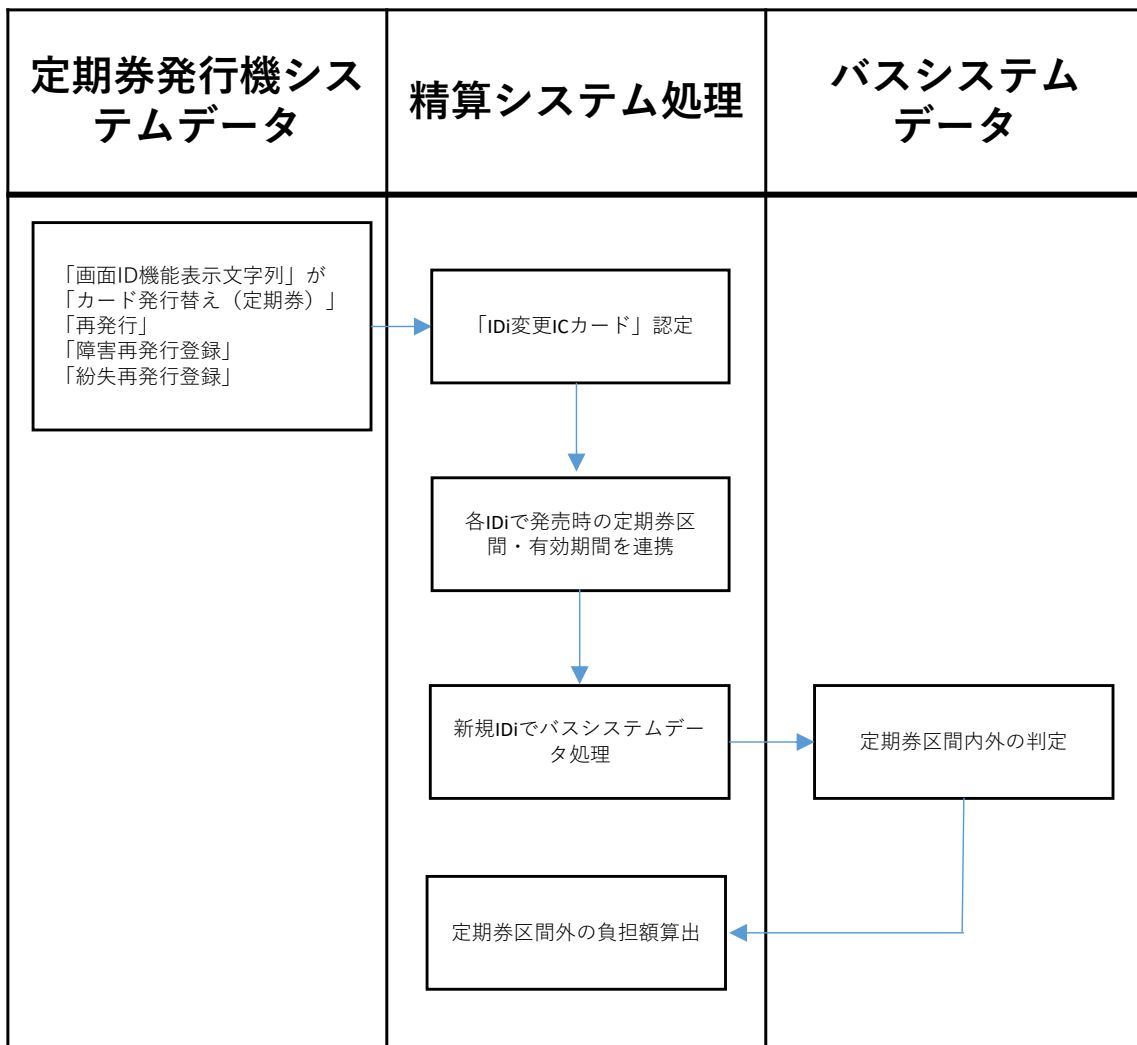 定期券発行機シス
テムデータ
精算システム処理
バスシステム
データ
「画面ID機能表示文字列」が
「カード発行替え（定期券）」
「再発行」
「障害再発行登録」
「紛失再発行登録」
「IDi変更ICカード」認定
各IDiで発売時の定期券区
間・有効期間を連携
新規IDiでバスシステムデー
タ処理
定期券区間内外の判定
定期券区間外の負担額算出